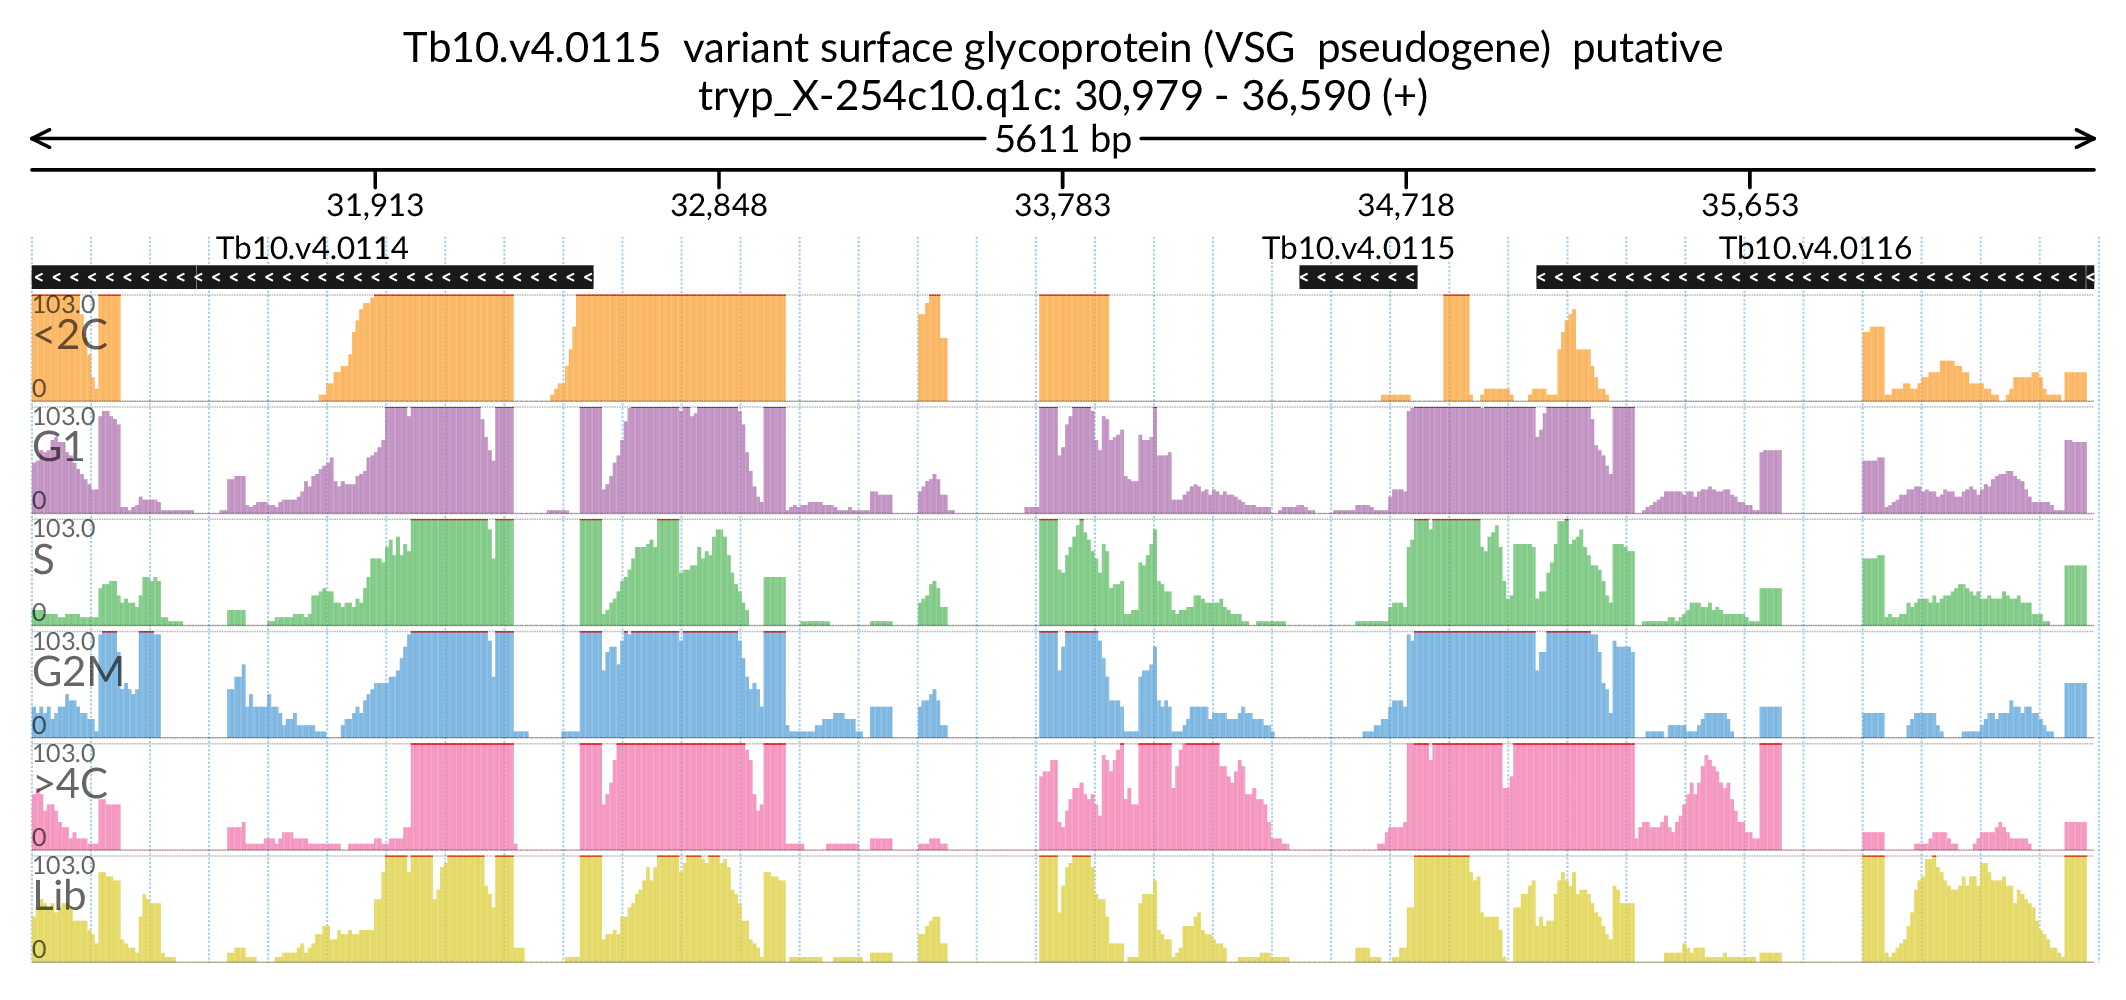 Tb10.v4.0115 variant surface glycoprotein (VSG pseudogene) putative
tryp_X-254c10.q1c: 30,979 - 36,590 (+)
5611 bp
31,913 32,848 33,783 34,718 35,653
Tb10.v4.0114 Tb10.v4.0115 Tb10.v4.0116
103.0
<2C
0
103.0
G1
0
103.0
S
0
103.0
G2M
0
103.0
>4C
0
103.0
Lib
0